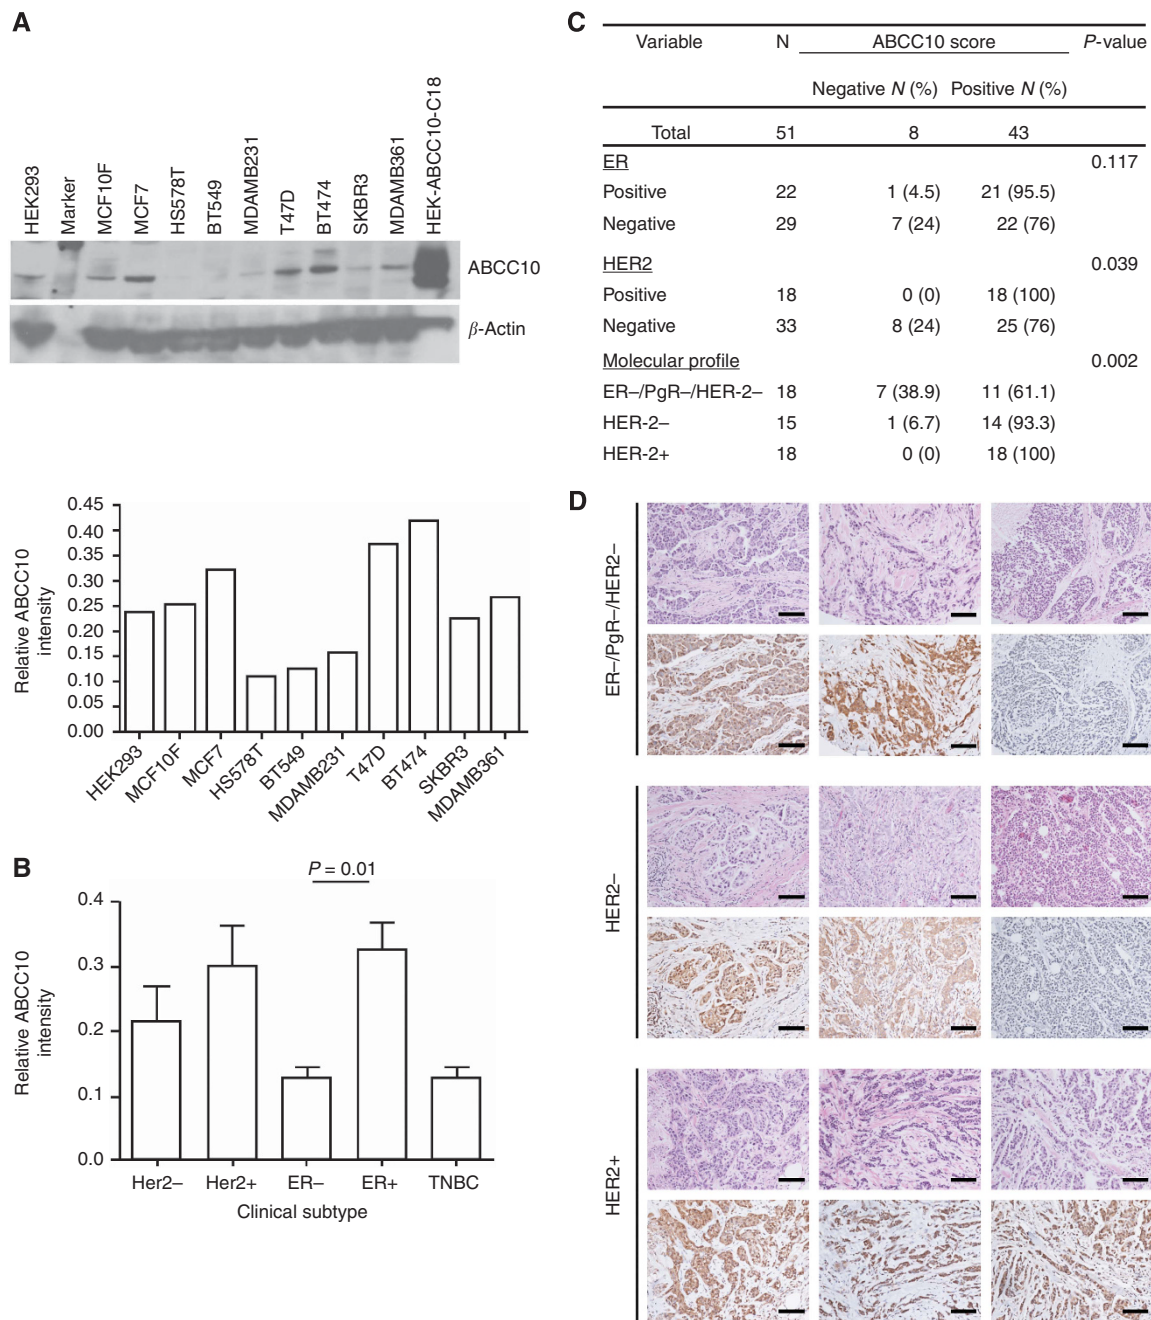 A
HEK293
Marker
MCF10F
MCF7
HS578T
BT549
MDAMB231
T47D
BT474
SKBR3
MDAMB361
HEK-ABCC10-C18
ABCC10
β-Actin
Relative ABCC10
intensity
0.45
0.40
0.35
0.30
0.25
0.20
0.15
0.10
0.05
0.00
HEK293
MCF10F
MCF7
HS578T
BT549
MDAMB231
T47D
BT474
SKBR3
MDAMB361
B
P = 0.01
Relative ABCC10
intensity
0.4
0.3
0.2
0.1
0.0
Her2– Her2+ ER– ER+ TNBC
Clinical subtype
C
Variable N ABCC10 score P-value
Negative N (%) Positive N (%)
Total 51 8 43
ER 0.117
Positive 22 1 (4.5) 21 (95.5)
Negative 29 7 (24) 22 (76)
HER2 0.039
Positive 18 0 (0) 18 (100)
Negative 33 8 (24) 25 (76)
Molecular profile 0.002
ER–/PgR–/HER-2– 18 7 (38.9) 11 (61.1)
HER-2– 15 1 (6.7) 14 (93.3)
HER-2+ 18 0 (0) 18 (100)
D
ER–/PgR–/HER2–
HER2–
HER2+